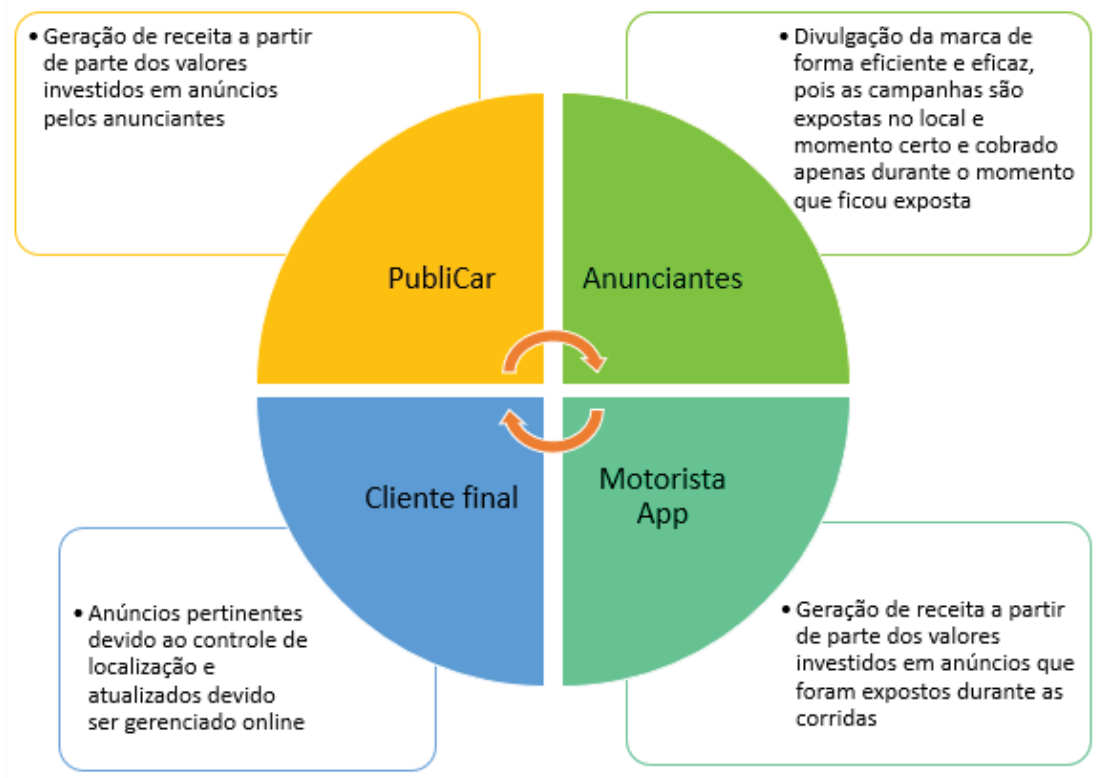 • Geração de receita a partir
de parte dos valores
investidos em anúncios
pelos anunciantes
• Divulgação da marca de
forma eficiente e eficaz,
pois as campanhas são
expostas no local e
momento certo e cobrado
apenas durante o momento
que ficou exposta
PubliCar
Anunciantes
Cliente final
Motorista
App
• Anúncios pertinentes
devido ao controle de
localização e
atualizados devido
ser gerenciado online
• Geração de receita a partir
de parte dos valores
investidos em anúncios que
foram expostos durante as
corridas